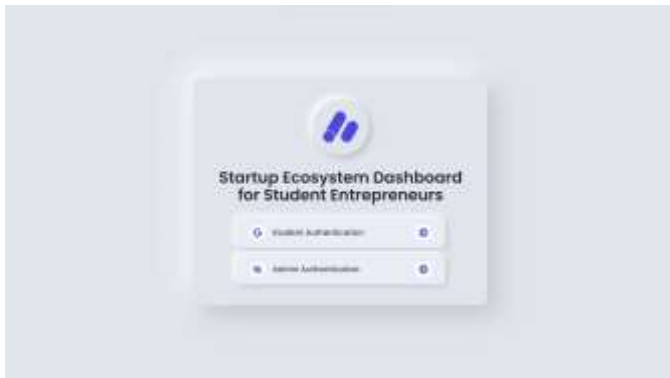 Startup Ecosystem Dashboard
for Student Entrepreneurs
Student Authentication
Admin Authentication